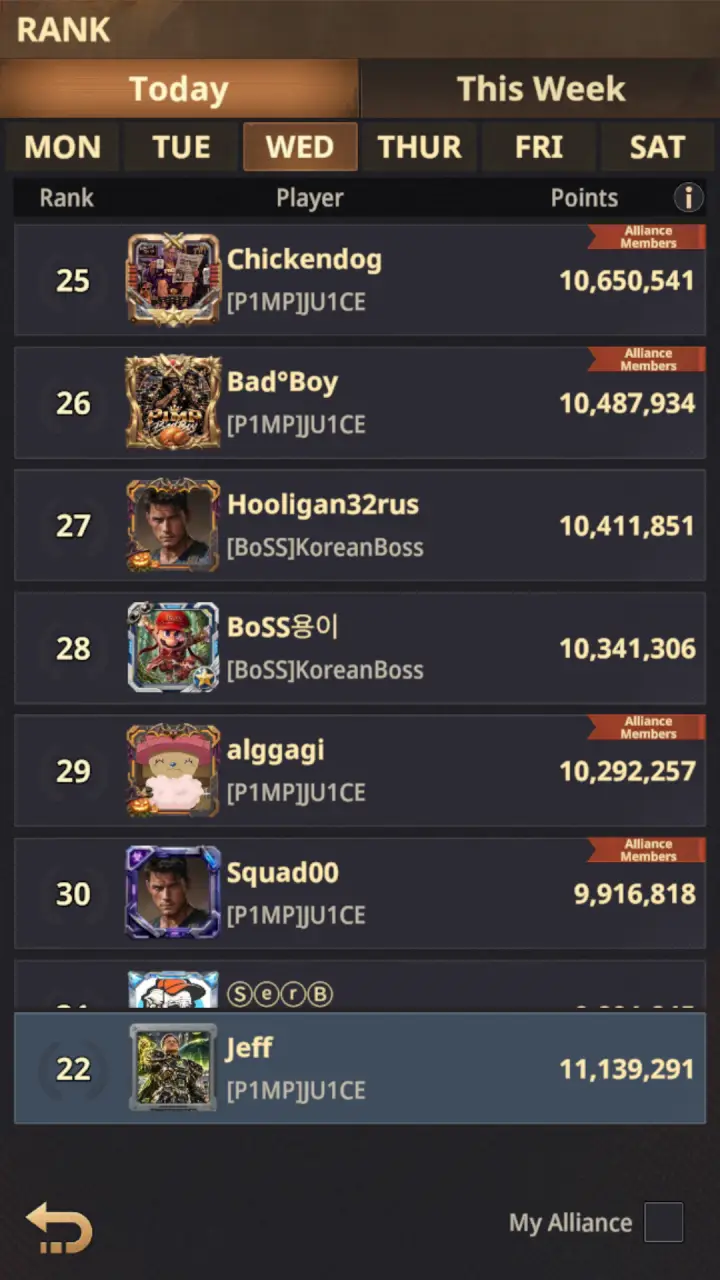 RANK
Today This Week
MON TUE WED THUR FRI SAT
Rank Player Points i
Alliance
Members
25 Chickendog 10,650,541
[P1MP]JU1CE
Alliance
Members
26 Bad°Boy 10,487,934
[P1MP]JU1CE
27 Hooligan32rus 10,411,851
[BoSS]KoreanBoss
28 BoSS용이 10,341,306
[BoSS]KoreanBoss
Alliance
Members
29 alggagi 10,292,257
[P1MP]JU1CE
Alliance
Members
30 Squad00 9,916,818
[P1MP]JU1CE
ⓈⓔⓡⒷ
22 Jeff 11,139,291
[P1MP]JU1CE
My Alliance